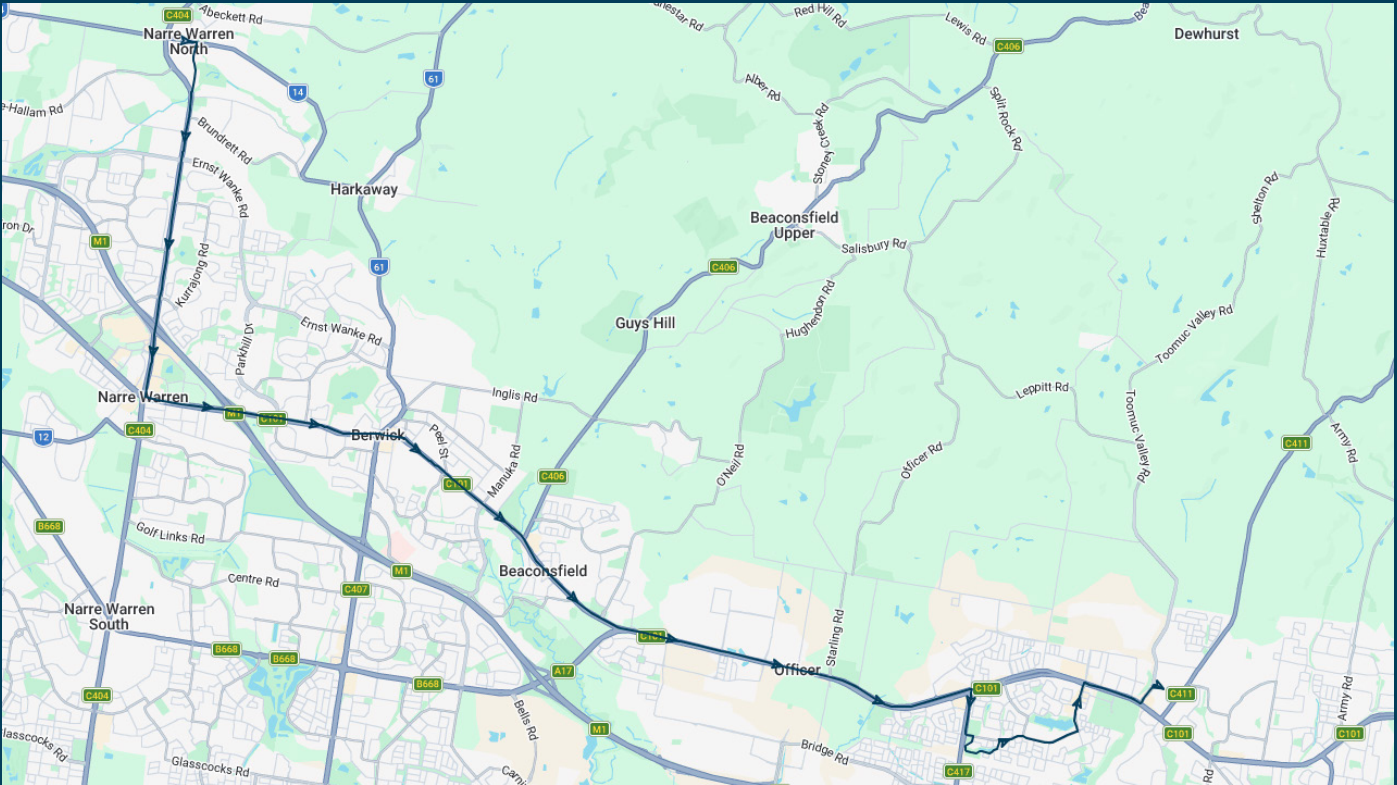 C404
Abeckett Rd
Narre Warren
North
Red Hill Rd
Lewis Rd
C406
Dewhurst
61
14
Alber Rd
Split Rock Rd
Stoney Creek Rd
Brundrett Rd
Ernst Wanke Rd
Harkaway
Shelton Rd
Huxtable Rd
Beaconsfield
Upper
Salisbury Rd
M1
61
C406
Kurrajong Rd
Hughendon Rd
Guys Hill
Ernst Wanke Rd
Toomuc Valley Rd
Parkhill Dr
Inglis Rd
Leppitt Rd
Narre Warren
M1
C101
C404
12
Berwick
Peel St
Toomuc Valley Rd
C411
Army Rd
Manuka Rd
O'Neil Rd
Officer Rd
C406
C101
B668
Golf Links Rd
Beaconsfield
M1
Centre Rd
C407
Narre Warren
South
Starling Rd
C101
B668
B668
A17
Officer
B668
C101
C411
C404
Army Rd
Bells Rd
M1
C101
C101
Glasscocks Rd
Glasscocks Rd
Bridge Rd
C417
Rd